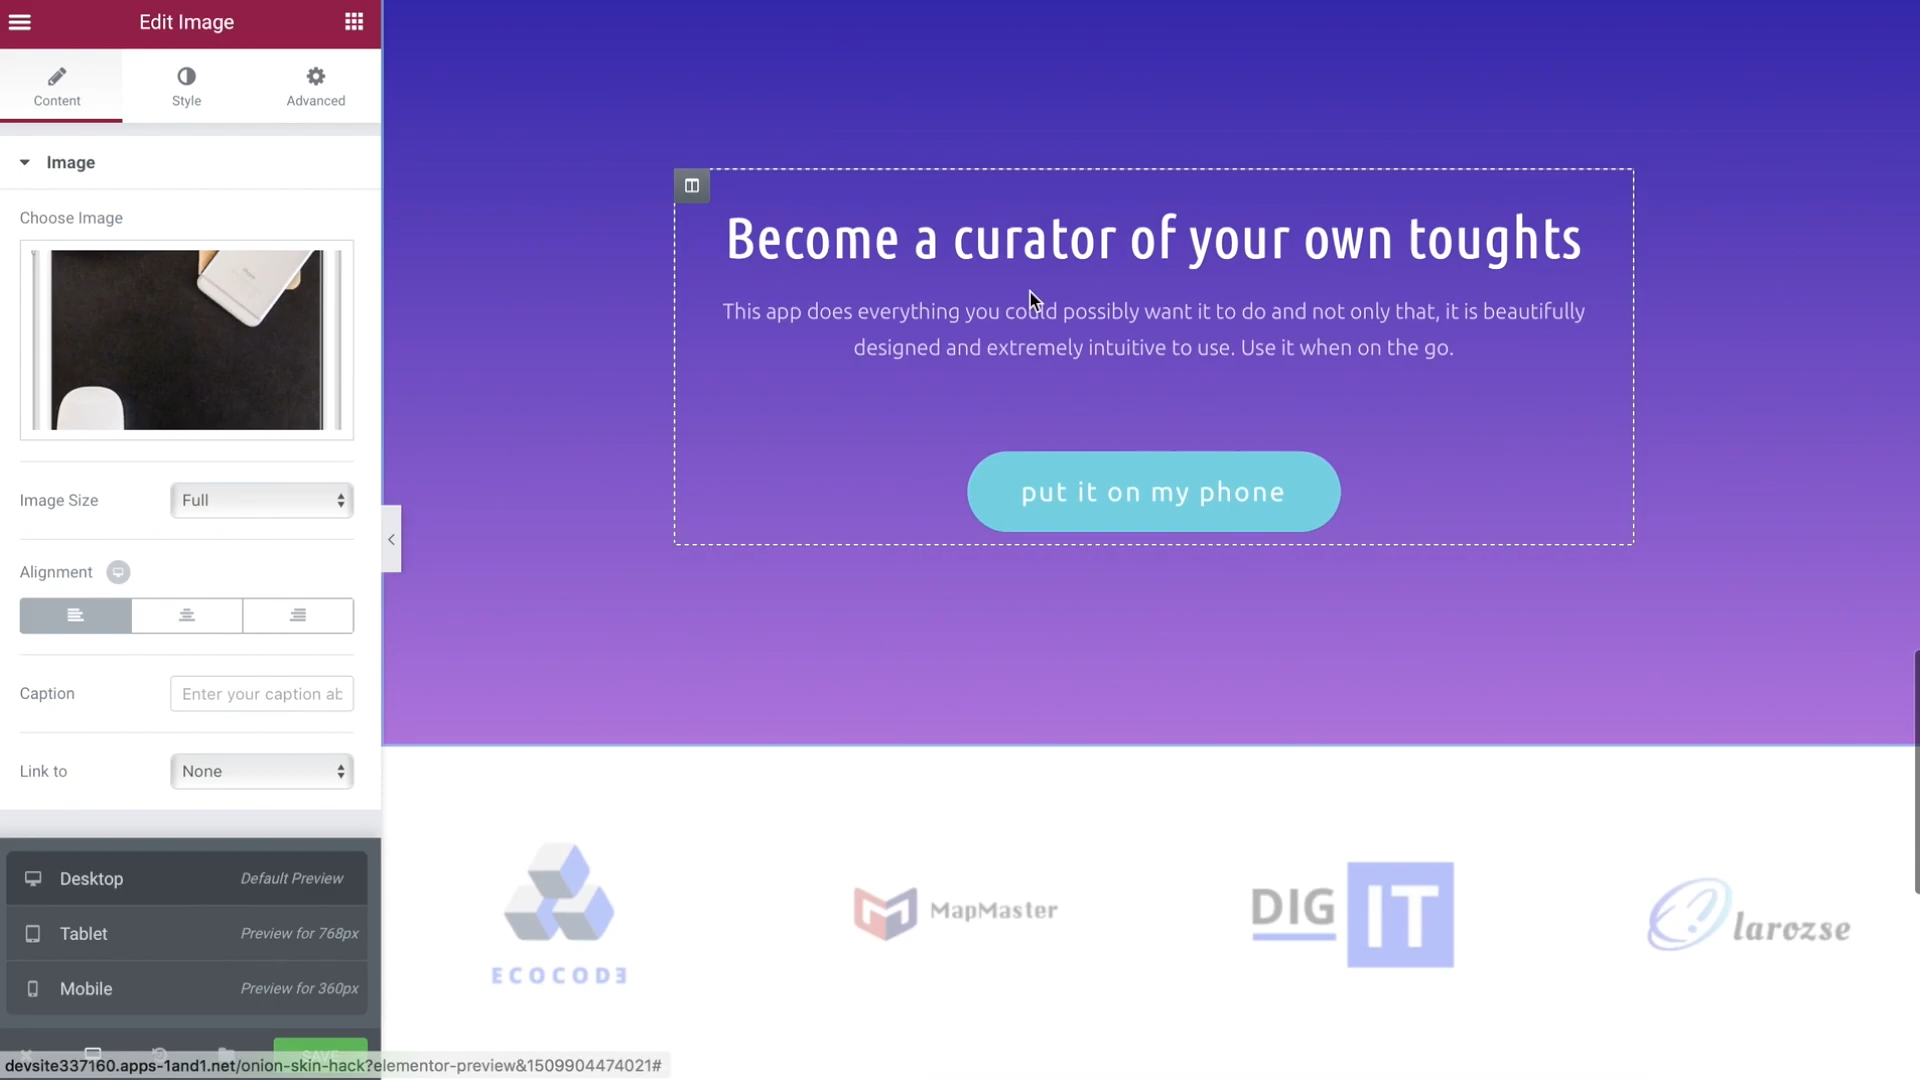 Edit Image
Content
Style
Advanced
Image
Choose Image
Image Size
Full
Alignment
Caption
Enter your caption ab
Link to
None
Desktop
Default Preview
Tablet
Preview for 768px
Mobile
Preview for 360px
SAVE
devsite337160.apps-1and1.net/onion-skin-hack?elementor-preview&1509904474021#
Become a curator of your own toughts
This app does everything you could possibly want it to do and not only that, it is beautifully
designed and extremely intuitive to use. Use it when on the go.
put it on my phone
ECOCODE
MapMaster
DIG IT
larozse